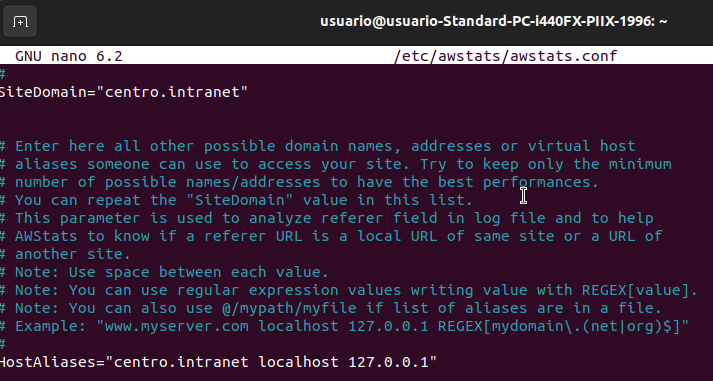 usuario@usuario-Standard-PC-i440FX-PIIX-1996: ~
GNU nano 6.2 /etc/awstats/awstats.conf
#
SiteDomain="centro.intranet"
# Enter here all other possible domain names, addresses or virtual host
# aliases someone can use to access your site. Try to keep only the minimum
# number of possible names/addresses to have the best performances.
# You can repeat the "SiteDomain" value in this list.
# This parameter is used to analyze referer field in log file and to help
# AWStats to know if a referer URL is a local URL of same site or a URL of
# another site.
# Note: Use space between each value.
# Note: You can use regular expression values writing value with REGEX[value].
# Note: You can also use @/mypath/myfile if list of aliases are in a file.
# Example: "www.myserver.com localhost 127.0.0.1 REGEX[mydomain\.(net|org)$]"
#
HostAliases="centro.intranet localhost 127.0.0.1"